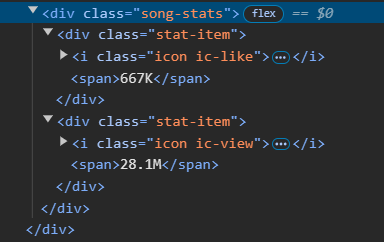 <div class="song-stats"> flex == $0
<div class="stat-item">
<i class="icon ic-like"> ••• </i>
<span>667K</span>
</div>
<div class="stat-item">
<i class="icon ic-view"> ••• </i>
<span>28.1M</span>
</div>
</div>
</div>